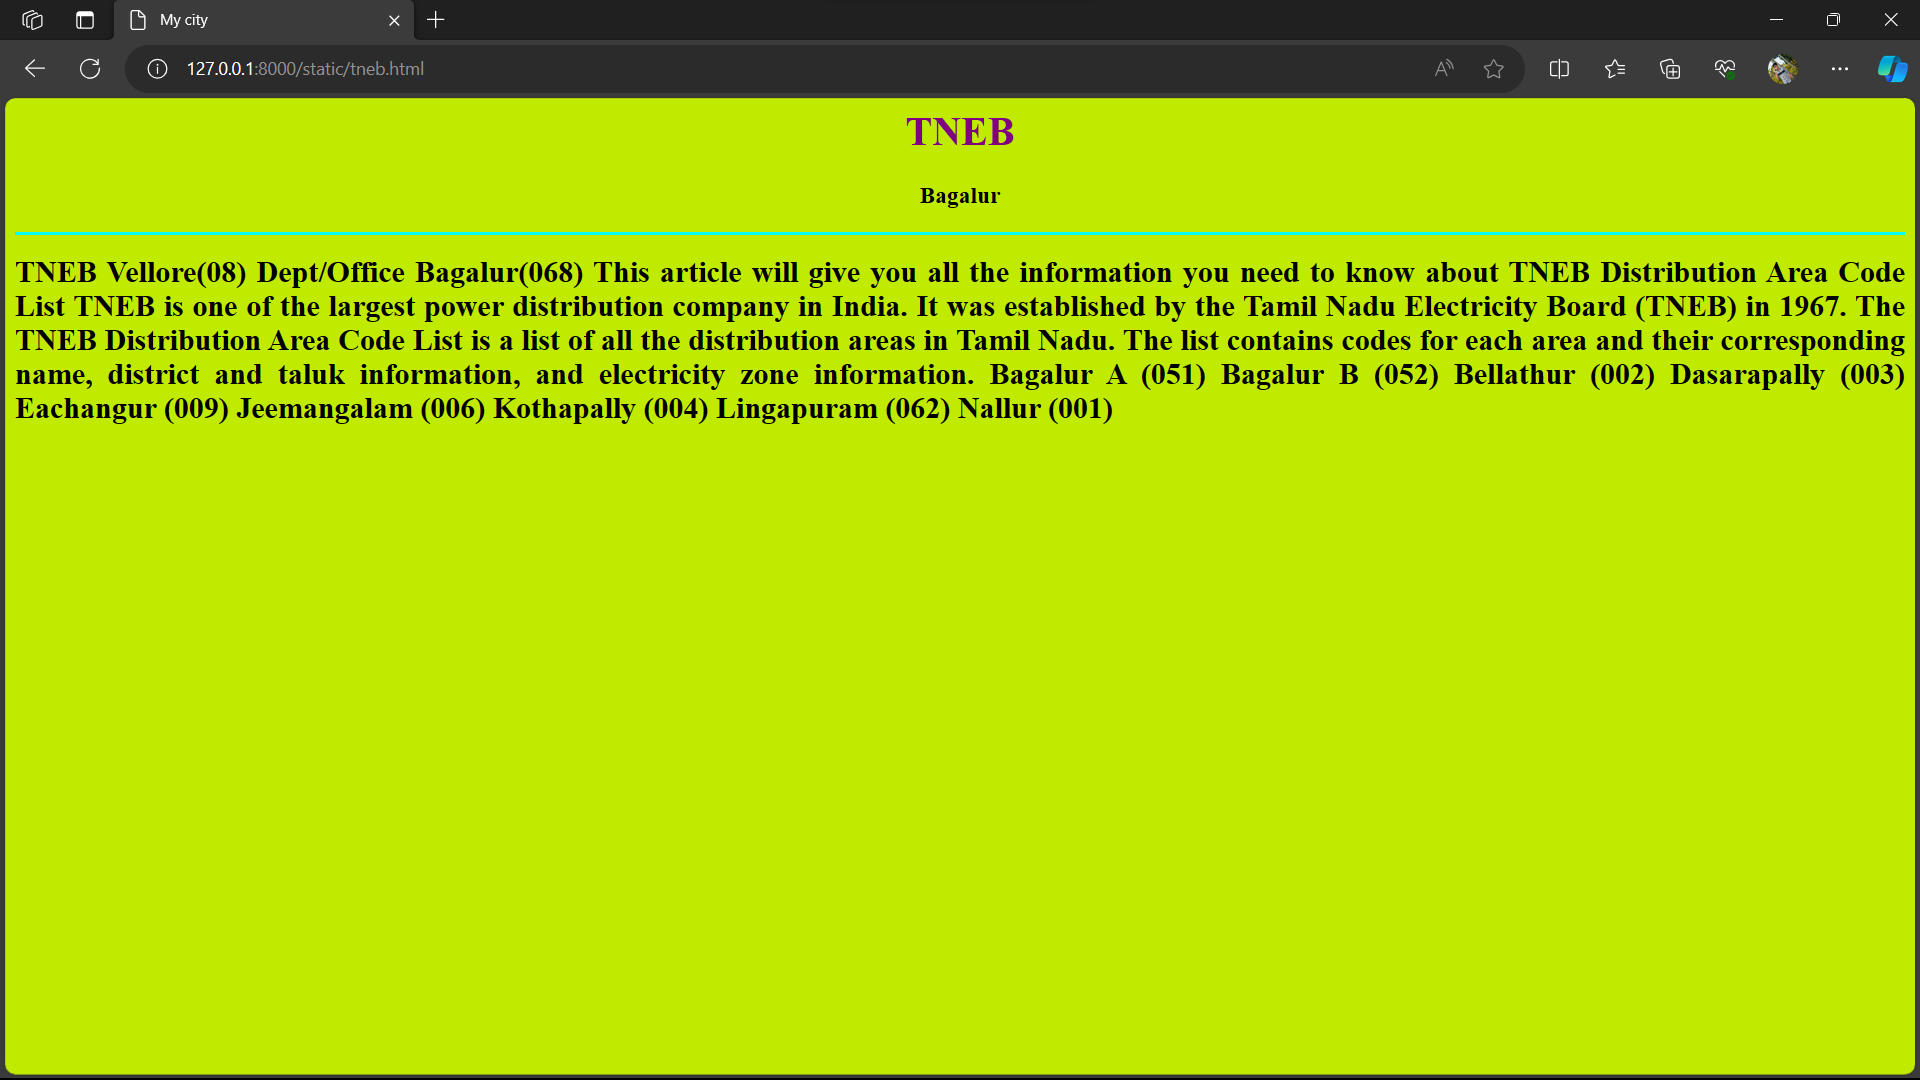 My city
127.0.0.1:8000/static/tneb.html
TNEB
Bagalur
TNEB Vellore(08) Dept/Office Bagalur(068) This article will give you all the information you need to know about TNEB Distribution Area Code
List TNEB is one of the largest power distribution company in India. It was established by the Tamil Nadu Electricity Board (TNEB) in 1967. The
TNEB Distribution Area Code List is a list of all the distribution areas in Tamil Nadu. The list contains codes for each area and their corresponding
name, district and taluk information, and electricity zone information. Bagalur A (051) Bagalur B (052) Bellathur (002) Dasarapally (003)
Eachangur (009) Jeemangalam (006) Kothapally (004) Lingapuram (062) Nallur (001)